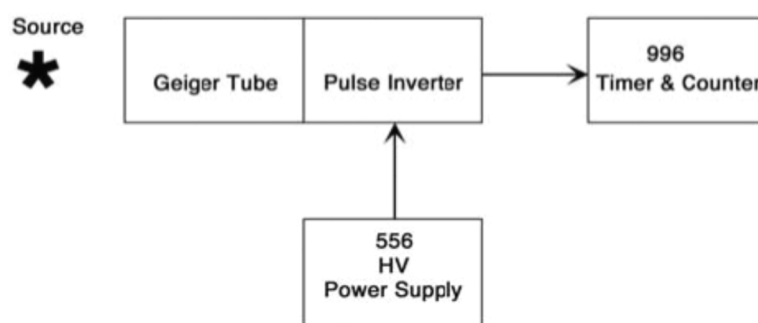 Source
Geiger Tube
Pulse Inverter
996
Timer & Counter
556
HV
Power Supply